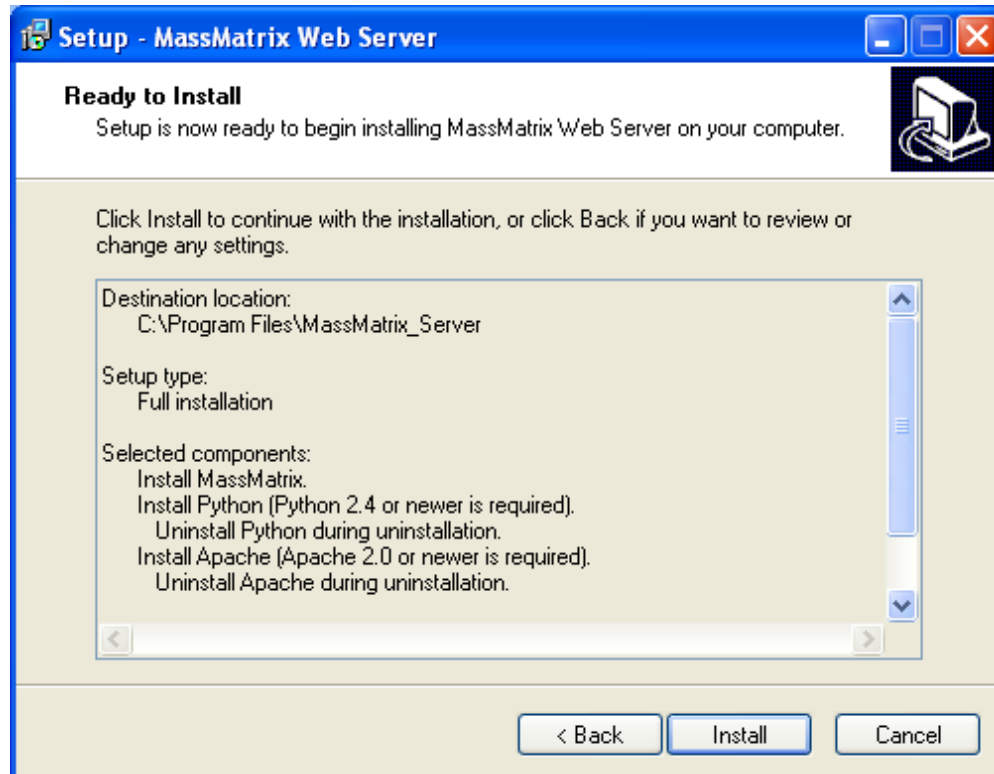 Setup - MassMatrix Web Server
Ready to Install
Setup is now ready to begin installing MassMatrix Web Server on your computer.
Click Install to continue with the installation, or click Back if you want to review or
change any settings.
Destination location:
C:\Program Files\MassMatrix_Server
Setup type:
Full installation
Selected components:
Install MassMatrix.
Install Python (Python 2.4 or newer is required).
Uninstall Python during uninstallation.
Install Apache (Apache 2.0 or newer is required).
Uninstall Apache during uninstallation.
< Back Install Cancel